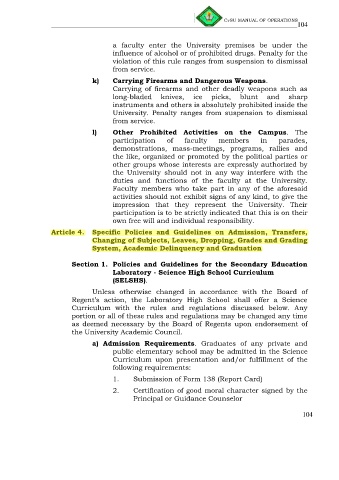 CvSU MANUAL OF OPERATIONS
104
a faculty enter the University premises be under the
influence of alcohol or of prohibited drugs. Penalty for the
violation of this rule ranges from suspension to dismissal
from service.
k) Carrying Firearms and Dangerous Weapons.
Carrying of firearms and other deadly weapons such as
long-bladed knives, ice picks, blunt and sharp
instruments and others is absolutely prohibited inside the
University. Penalty ranges from suspension to dismissal
from service.
l) Other Prohibited Activities on the Campus. The
participation of faculty members in parades,
demonstrations, mass-meetings, programs, rallies and
the like, organized or promoted by the political parties or
other groups whose interests are expressly authorized by
the University should not in any way interfere with the
duties and functions of the faculty at the University.
Faculty members who take part in any of the aforesaid
activities should not exhibit signs of any kind, to give the
impression that they represent the University. Their
participation is to be strictly indicated that this is on their
own free will and individual responsibility.
Article 4. Specific Policies and Guidelines on Admission, Transfers,
Changing of Subjects, Leaves, Dropping, Grades and Grading
System, Academic Delinquency and Graduation
Section 1. Policies and Guidelines for the Secondary Education
Laboratory - Science High School Curriculum
(SELSHS).
Unless otherwise changed in accordance with the Board of
Regent's action, the Laboratory High School shall offer a Science
Curriculum with the rules and regulations discussed below. Any
portion or all of these rules and regulations may be changed any time
as deemed necessary by the Board of Regents upon endorsement of
the University Academic Council.
a) Admission Requirements. Graduates of any private and
public elementary school may be admitted in the Science
Curriculum upon presentation and/or fulfillment of the
following requirements:
1. Submission of Form 138 (Report Card)
2. Certification of good moral character signed by the
Principal or Guidance Counselor
104